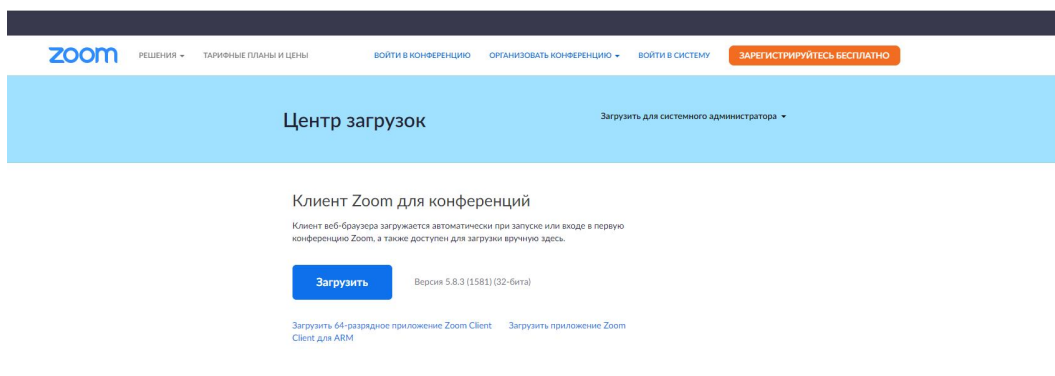 zoom РЕШЕНИЯ ТАРИФНЫЕ ПЛАНЫ И ЦЕНЫ ВОЙТИ В КОНФЕРЕНЦИЮ ОРГАНИЗОВАТЬ КОНФЕРЕНЦИЮ ВОЙТИ В СИСТЕМУ ЗАРЕГИСТРИРУЙТЕСЬ БЕСПЛАТНО
Центр загрузок Загрузить для системного администратора
Клиент Zoom для конференций
Клиент веб-браузера загружается автоматически при запуске или входе в первую
конференцию Zoom, а также доступен для загрузки вручную здесь.
Загрузить Версия 5.8.3 (1581) (32-бита)
Загрузить 64-разрядное приложение Zoom Client Загрузить приложение Zoom
Client для ARM